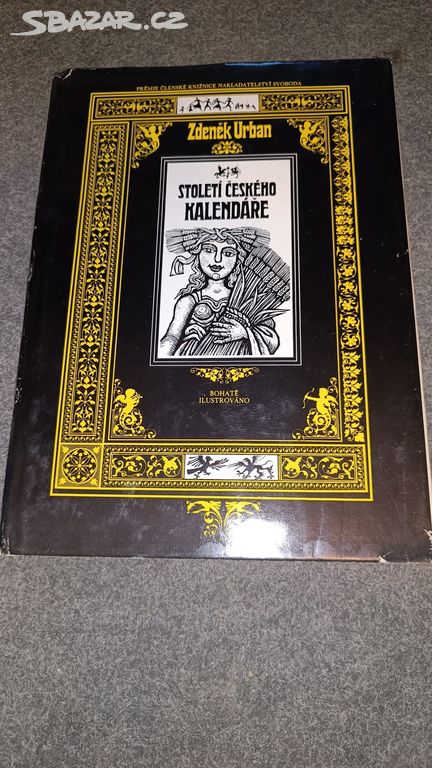 SBAZAR.CZ
PRÉMIE ČLENSKÉ KNIŽNICE NAKLADATELSTVÍ SVOBODA
Zdeněk Urban
STOLETÍ ČESKÉHO
KALENDÁŘE
BOHATĚ
ILUSTROVÁNO